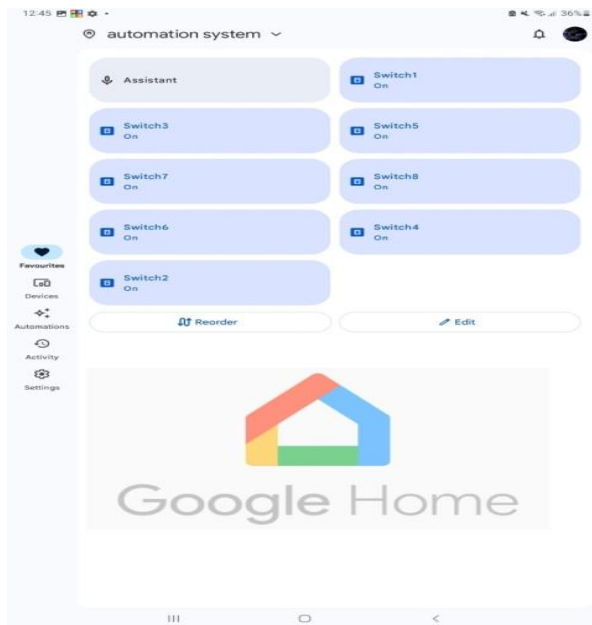 12:45
36%
automation system
Assistant
Switch1
On
Switch3
On
Switch5
On
Switch7
On
Switch8
On
Switch6
On
Switch4
On
Switch2
On
Reorder
Edit
Favourites
Devices
Automations
Activity
Settings
Google Home